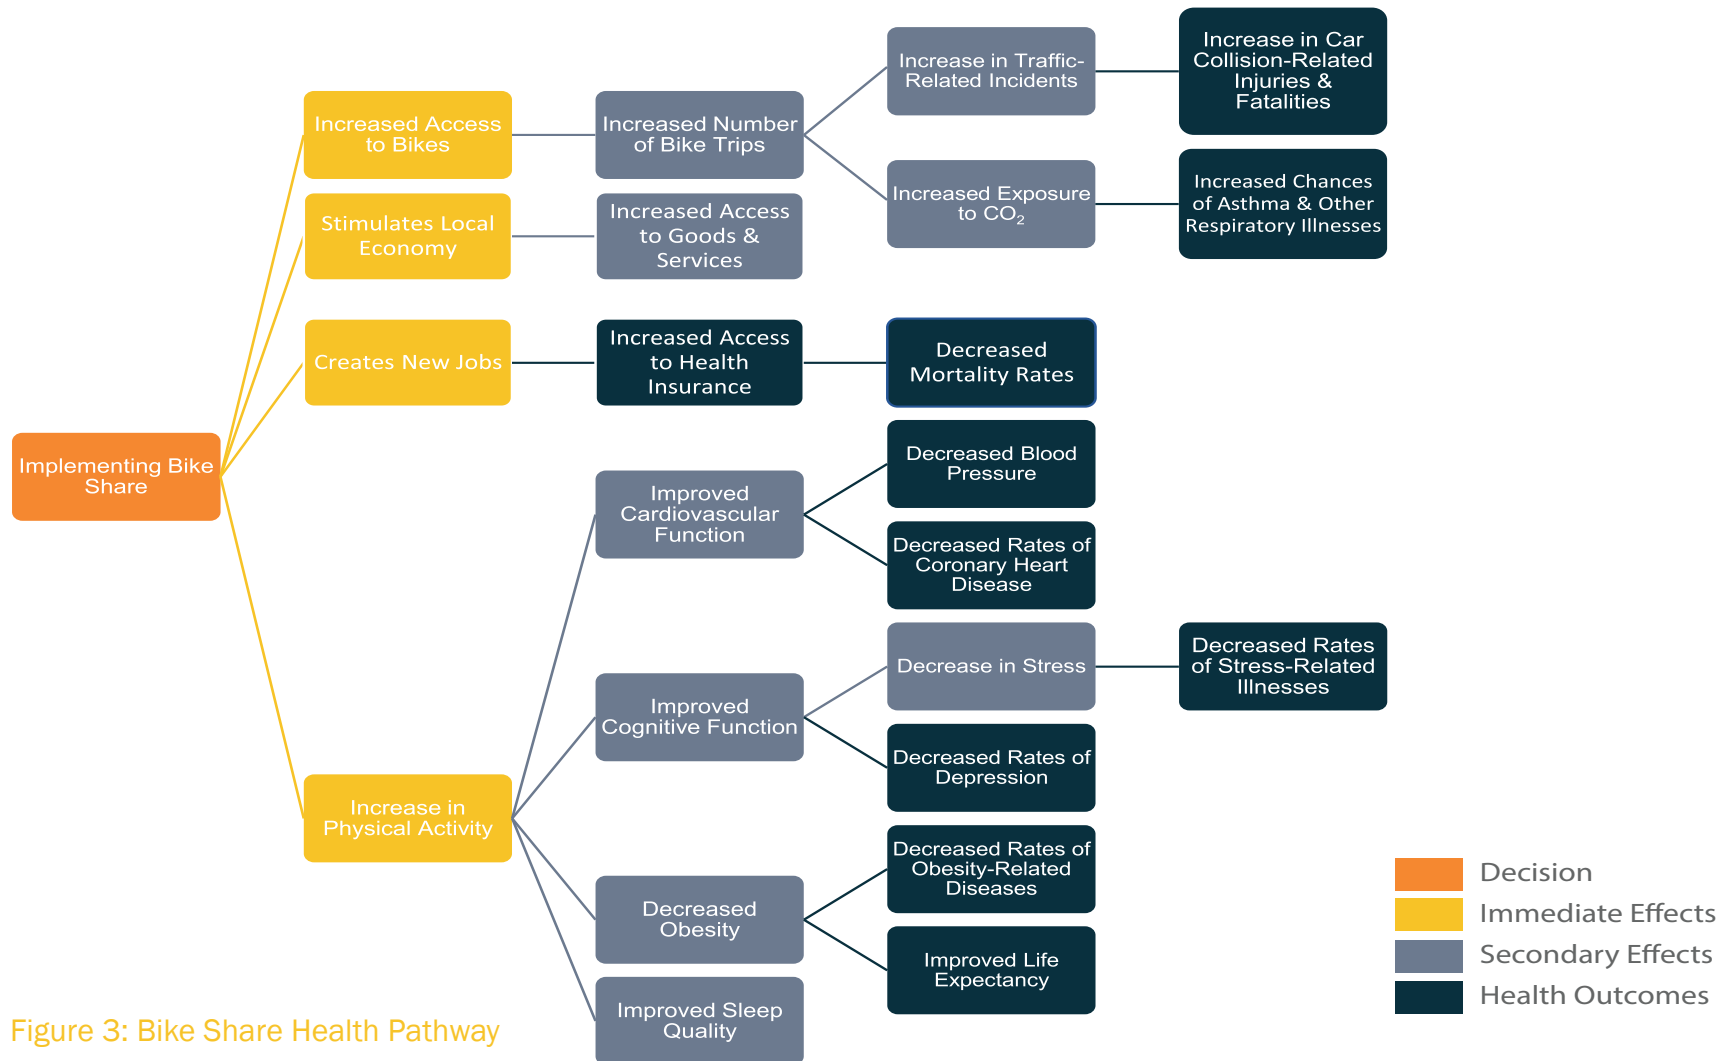 Increase in Traffic-
Related Incidents
Increase in Car
Collision-Related
Injuries &
Fatalities
Increased Access
to Bikes
Increased Number
of Bike Trips
Increased Exposure
to CO₂
Increased Chances
of Asthma & Other
Respiratory Illnesses
Stimulates Local
Economy
Increased Access
to Goods &
Services
Creates New Jobs
Increased Access
to Health
Insurance
Decreased
Mortality Rates
Implementing Bike
Share
Improved
Cardiovascular
Function
Decreased Blood
Pressure
Decreased Rates of
Coronary Heart
Disease
Improved
Cognitive Function
Decrease in Stress
Decreased Rates
of Stress-Related
Illnesses
Decreased Rates of
Depression
Increase in
Physical Activity
Decreased
Obesity
Decreased Rates of
Obesity-Related
Diseases
Improved Life
Expectancy
Improved Sleep
Quality
Decision
Immediate Effects
Secondary Effects
Health Outcomes
Figure 3: Bike Share Health Pathway